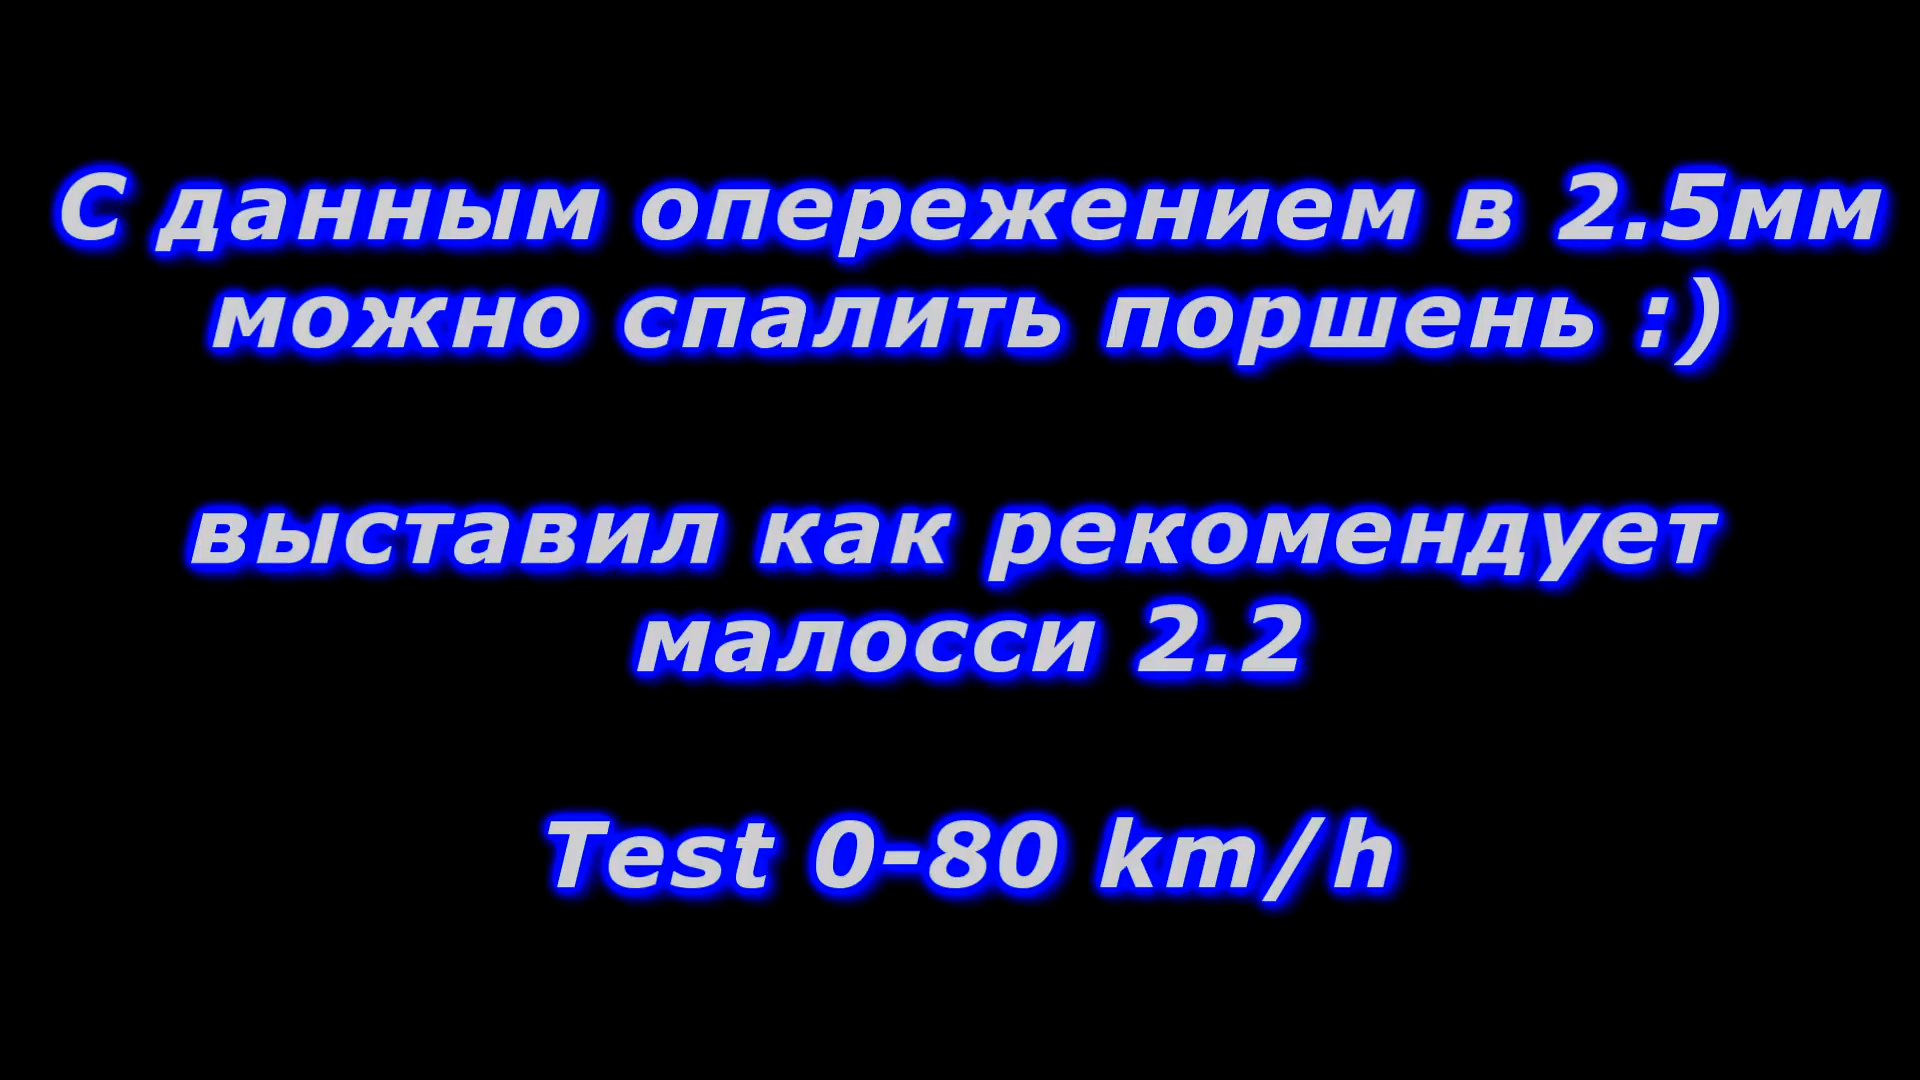 С данным опережением в 2.5мм
можно спалить поршень :)
выставил как рекомендует
малосси 2.2
Test 0-80 km/h